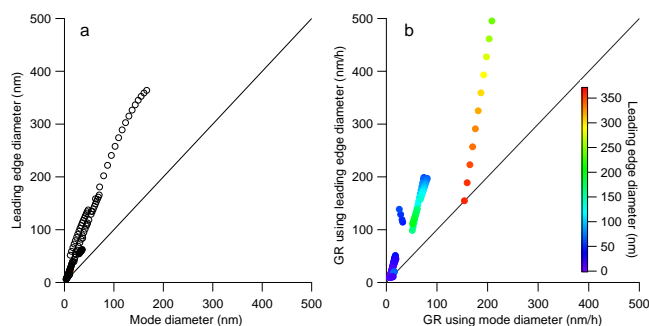 a
500
400
300
200
100
0
Leading edge diameter (nm)
0 100 200 300 400 500
Mode diameter (nm)
b
500
400
300
200
100
0
GR using leading edge diameter (nm/h)
0 100 200 300 400 500
GR using mode diameter (nm/h)
350
300
250
200
150
100
50
0
Leading edge diameter (nm)